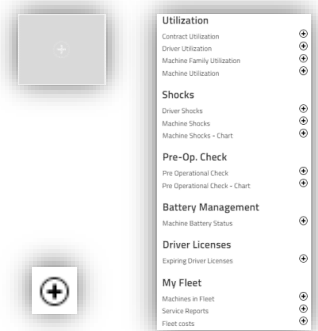 Utilization
Contract Utilization
Driver Utilization
Machine Family Utilization
Machine Utilization
Shocks
Driver Shocks
Machine Shocks
Machine Shocks - Chart
Pre-Op. Check
Pre Operational Check
Pre Operational Check - Chart
Battery Management
Machine Battery Status
Driver Licenses
Expiring Driver Licenses
My Fleet
Machines in Fleet
Service Reports
Fleet costs